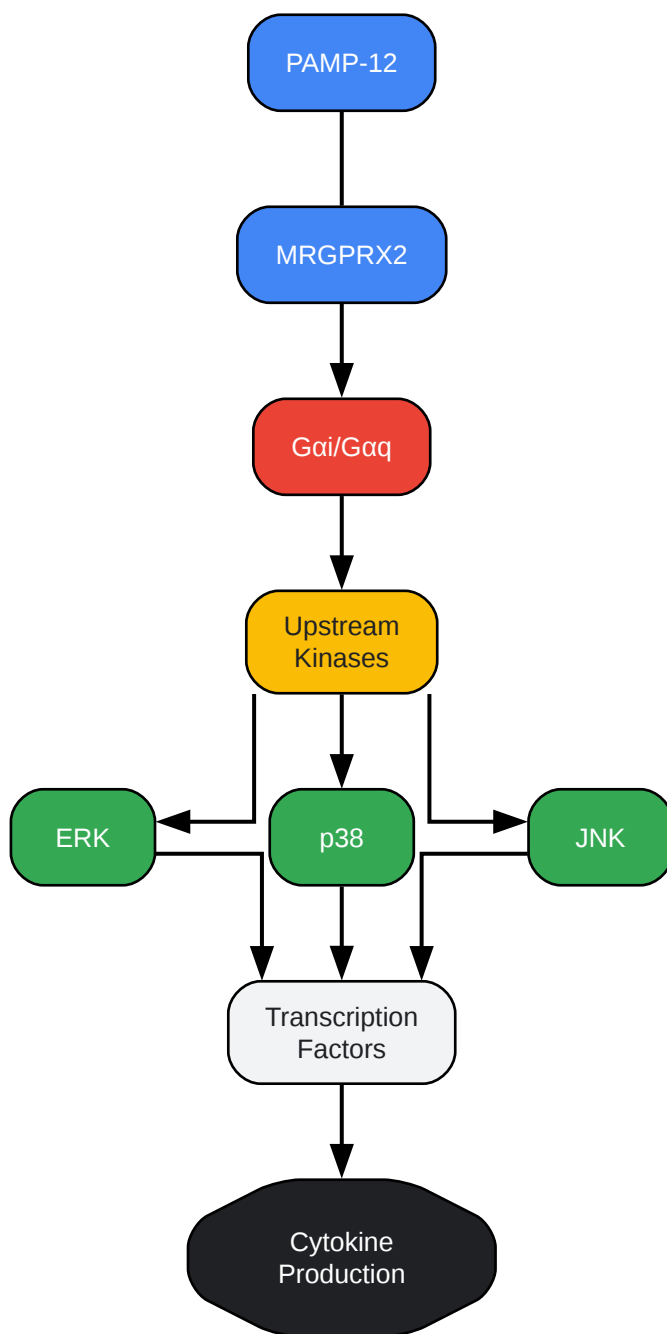 PAMP-12
MRGPRX2
Gαi/Gαq
Upstream
Kinases
ERK
p38
JNK
Transcription
Factors
Cytokine
Production